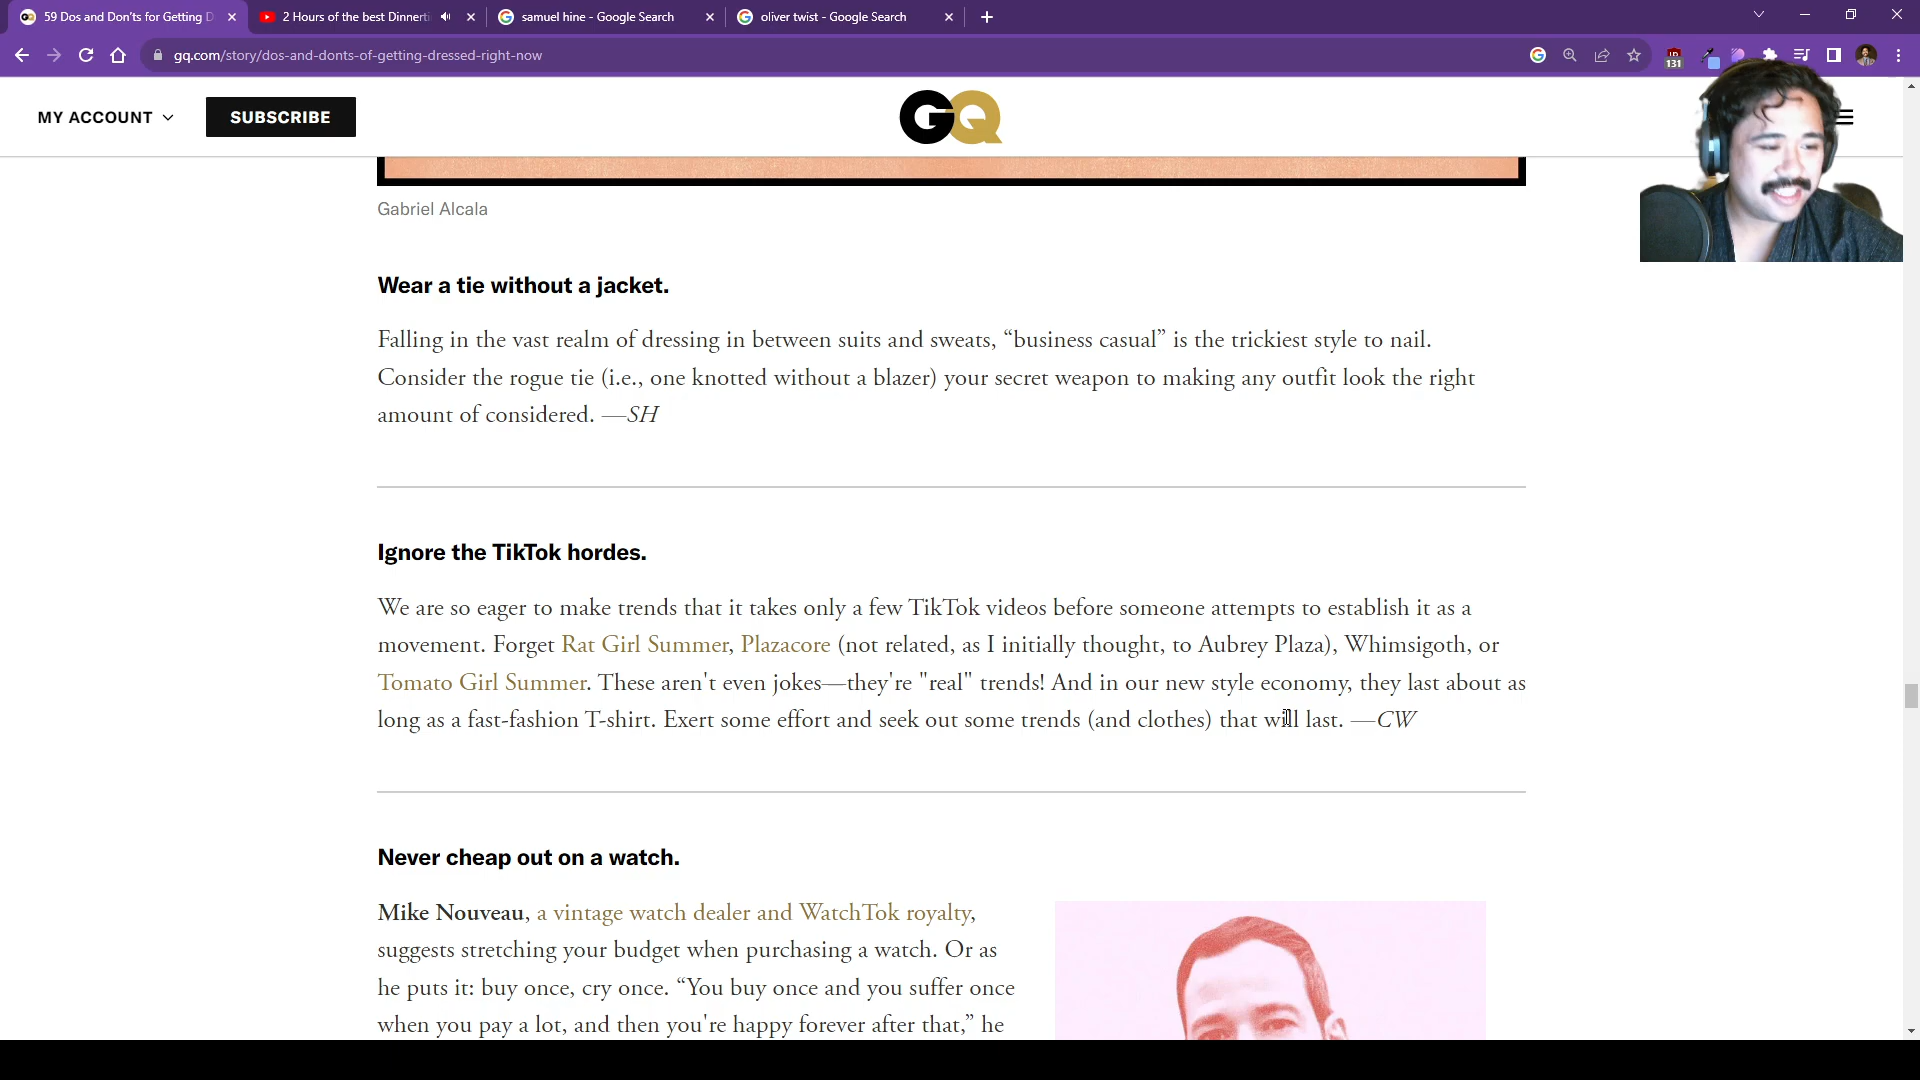 59 Dos and Don'ts for Getting D
2 Hours of the best Dinnerti
samuel hine - Google Search
oliver twist - Google Search
gq.com/story/dos-and-donts-of-getting-dressed-right-now
131
MY ACCOUNT
SUBSCRIBE
GQ
Gabriel Alcala
Wear a tie without a jacket.
Falling in the vast realm of dressing in between suits and sweats, “business casual” is the trickiest style to nail.
Consider the rogue tie (i.e., one knotted without a blazer) your secret weapon to making any outfit look the right
amount of considered. —SH
Ignore the TikTok hordes.
We are so eager to make trends that it takes only a few TikTok videos before someone attempts to establish it as a
movement. Forget Rat Girl Summer, Plazacore (not related, as I initially thought, to Aubrey Plaza), Whimsigoth, or
Tomato Girl Summer. These aren't even jokes—they're "real" trends! And in our new style economy, they last about as
long as a fast-fashion T-shirt. Exert some effort and seek out some trends (and clothes) that will last. —CW
Never cheap out on a watch.
Mike Nouveau, a vintage watch dealer and WatchTok royalty,
suggests stretching your budget when purchasing a watch. Or as
he puts it: buy once, cry once. “You buy once and you suffer once
when you pay a lot, and then you're happy forever after that,” he